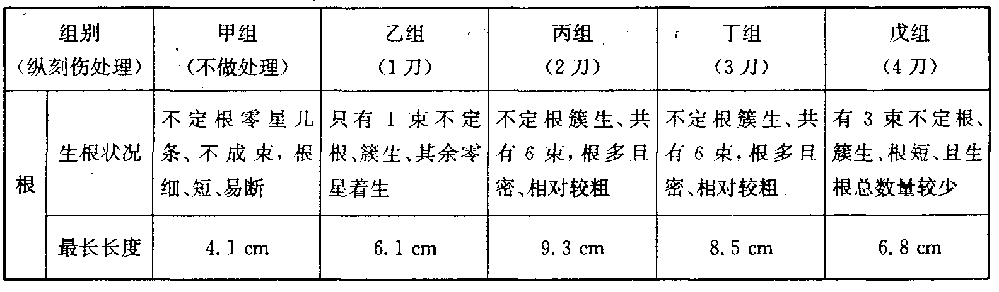 组别
（纵刻伤处理）
甲组
（不做处理）
乙组
（1刀）
丙组
（2刀）
丁组
（3刀）
戊组
（4刀）
根
生根状况
不定根零星儿
条、不成束，根
细、短、易断
只有1束不定
根、簇生、其余零
星着生
不定根簇生、共
有6束，根多且
密、相对较粗
不定根簇生、共
有6束，根多且
密、相对较粗
有3束不定根、
簇生、根短、且生
根总数量较少
最长长度
4.1 cm
6.1 cm
9.3 cm
8.5 cm
6.8 cm